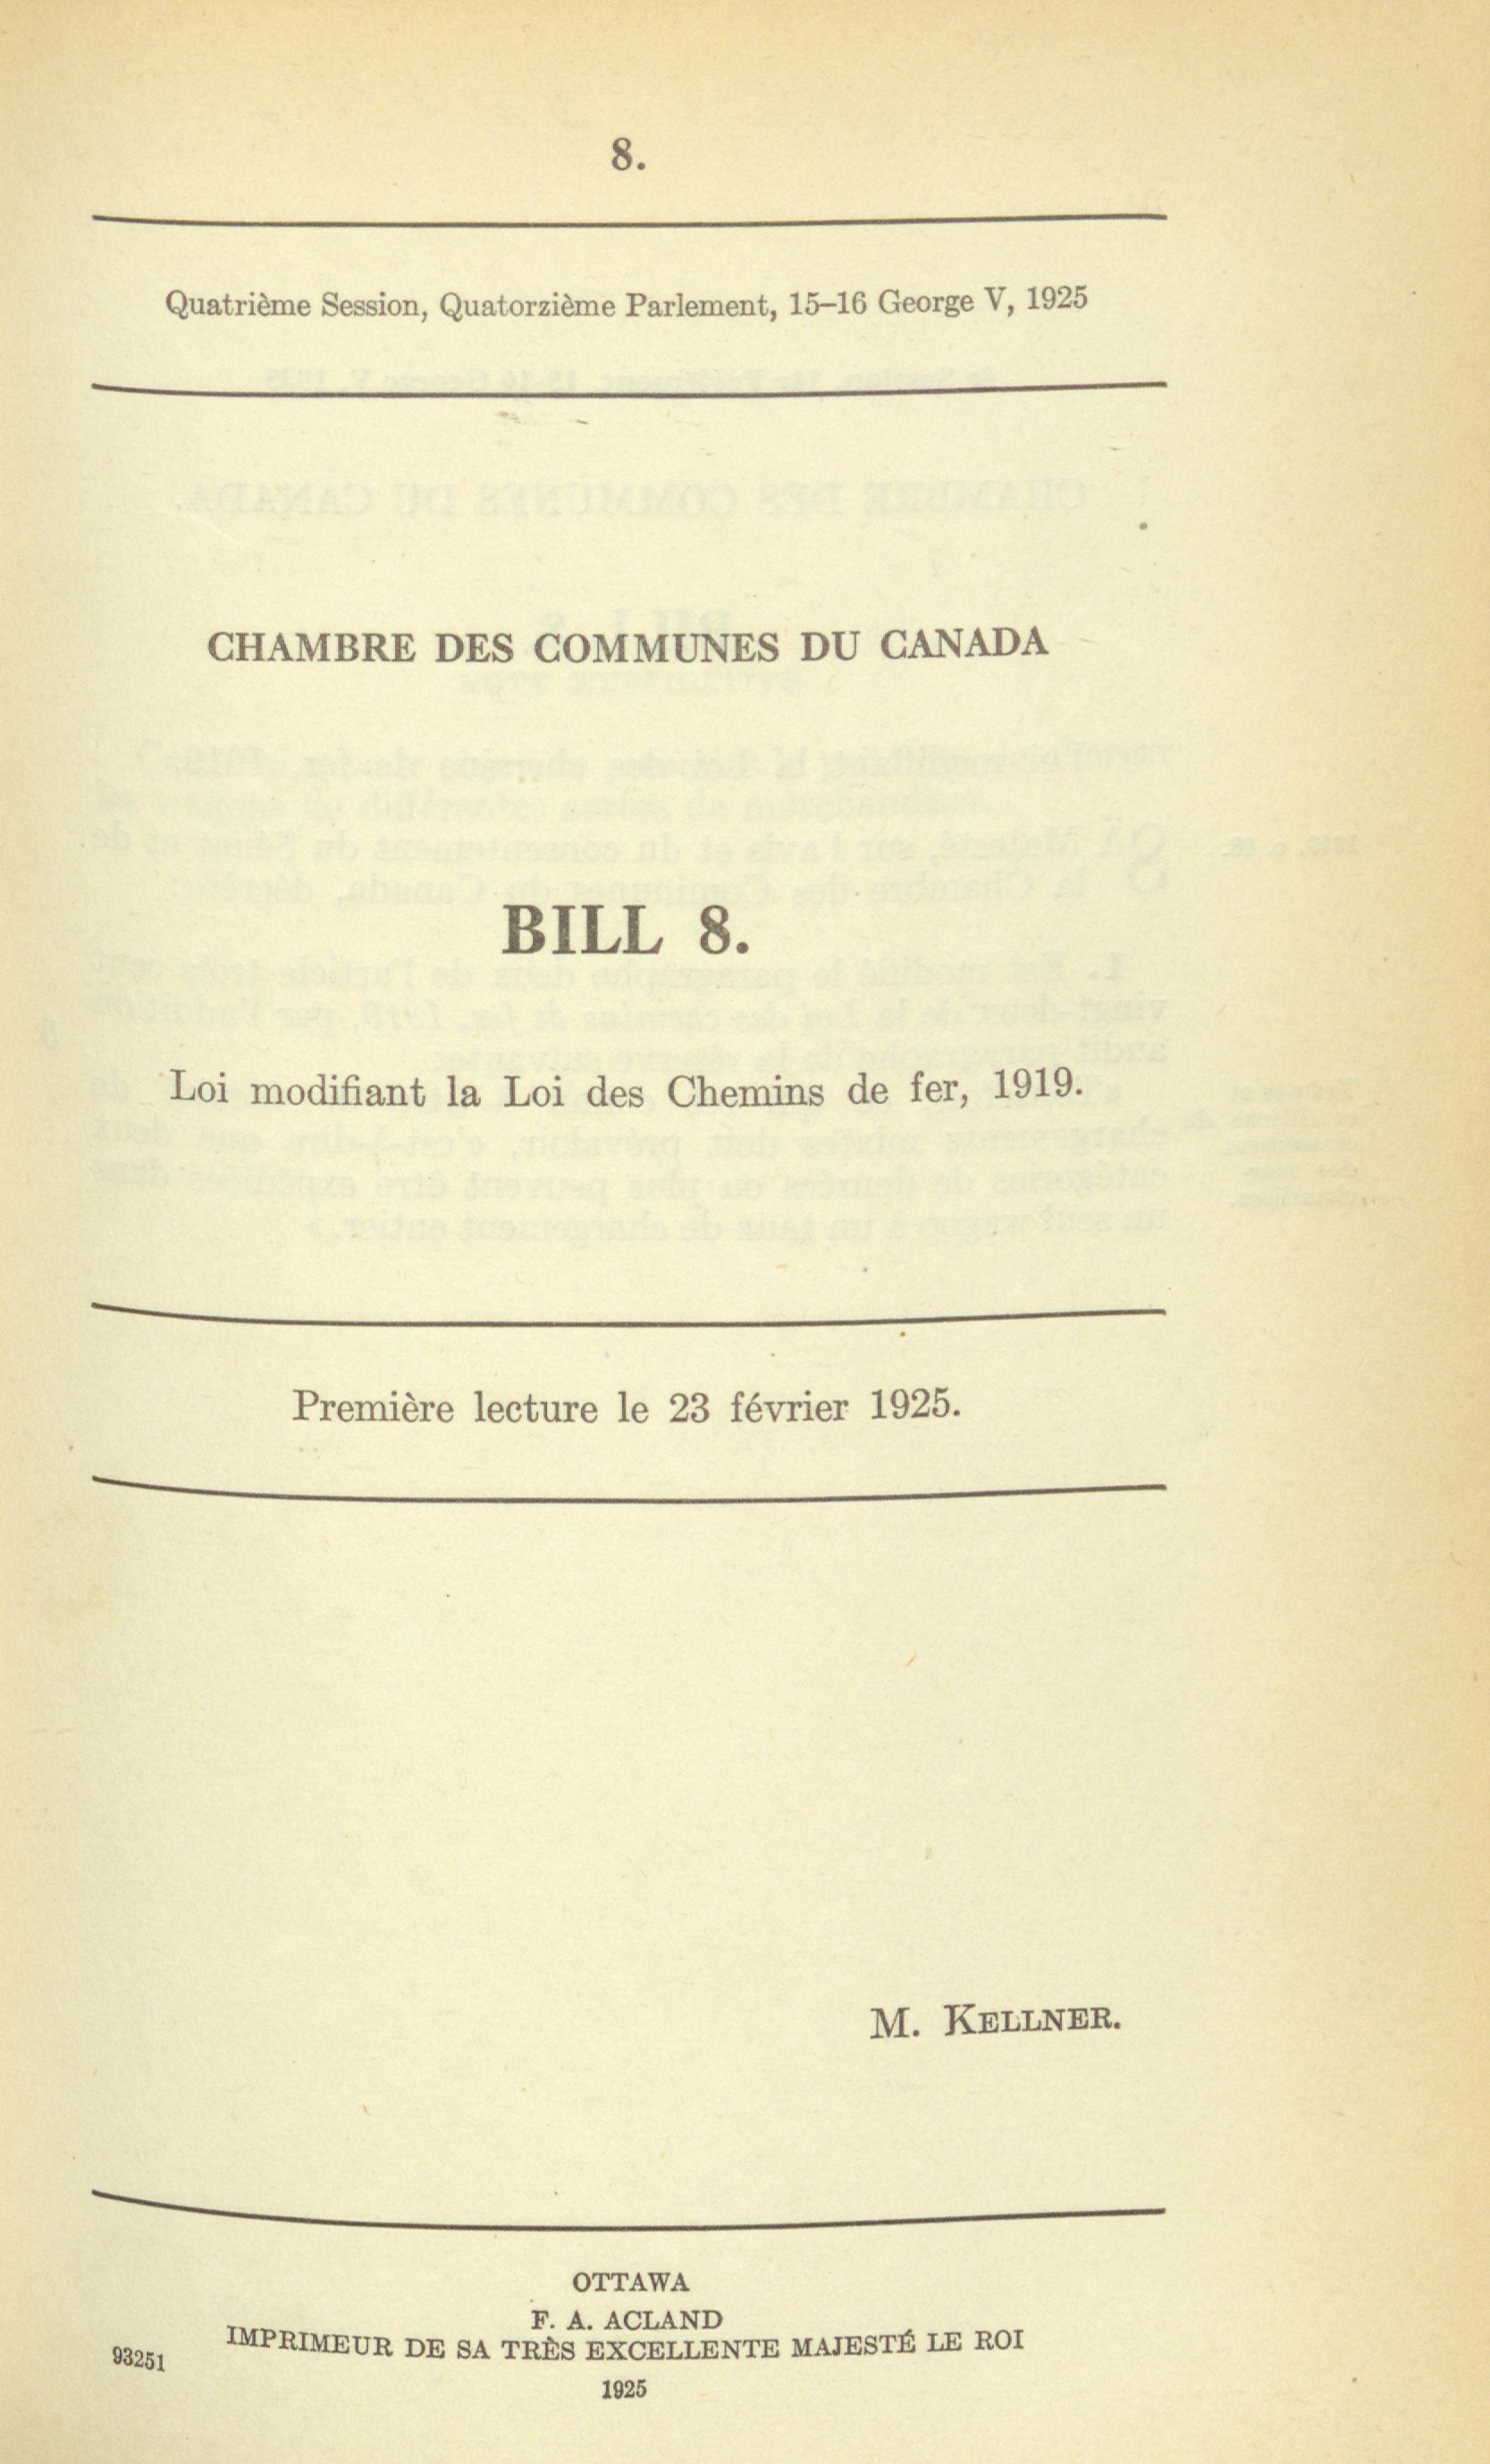 8.
Quatrième Session, Quatorzième Parlement, 15–16 George V, 1925
CHAMBRE DES COMMUNES DU CANADA
BILL 8.
Loi modifiant la Loi des Chemins de fer, 1919.
Première lecture le 23 février 1925.
M. KELLNER.
OTTAWA
F. A. ACLAND
IMPRIMEUR DE SA TRÈS EXCELLENTE MAJESTÉ LE ROI
93251
1925